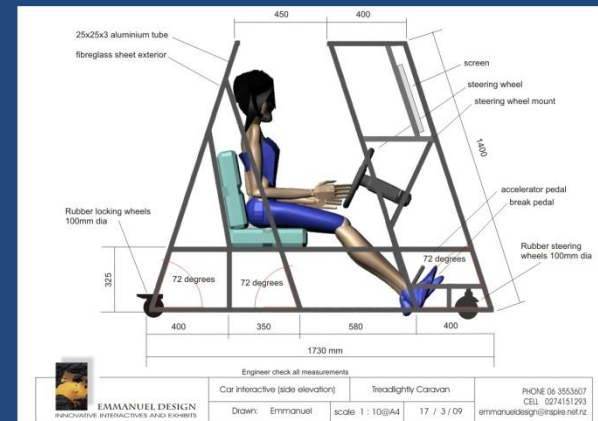 450
400
25x25x3 aluminium tube
fibreglass sheet exterior
screen
steering wheel
steering wheel mount
1400
accelerator pedal
break pedal
Rubber locking wheels
100mm dia
Rubber steering
wheels 100mm dia
325
72 degrees
72 degrees
72 degrees
400
350
580
400
1730 mm
Engineer check all measurements
EMMANUEL DESIGN
INNOVATIVE INTERACTIVES AND EXHIBITS
Car interactive (side elevation)
Treadlightly Caravan
Drawn: Emmanuel
scale 1 : 10@A4
17 / 3 / 09
PHONE 06 3553607
CELL 0274151293
emmanueldesign@inspire.net.nz